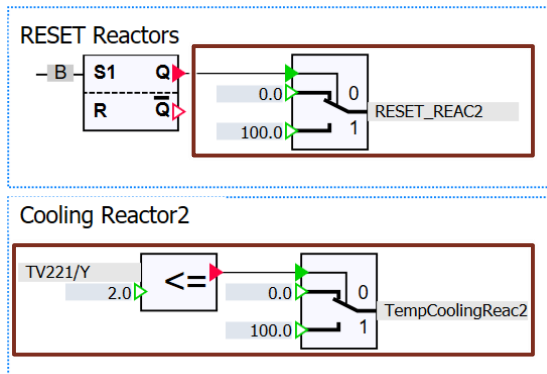 RESET Reactors
B S1 Q
R Q̅
0.0 0
RESET_REAC2
100.0 1
Cooling Reactor2
TV221/Y
2.0 <=
0.0 0
TempCoolingReac2
100.0 1